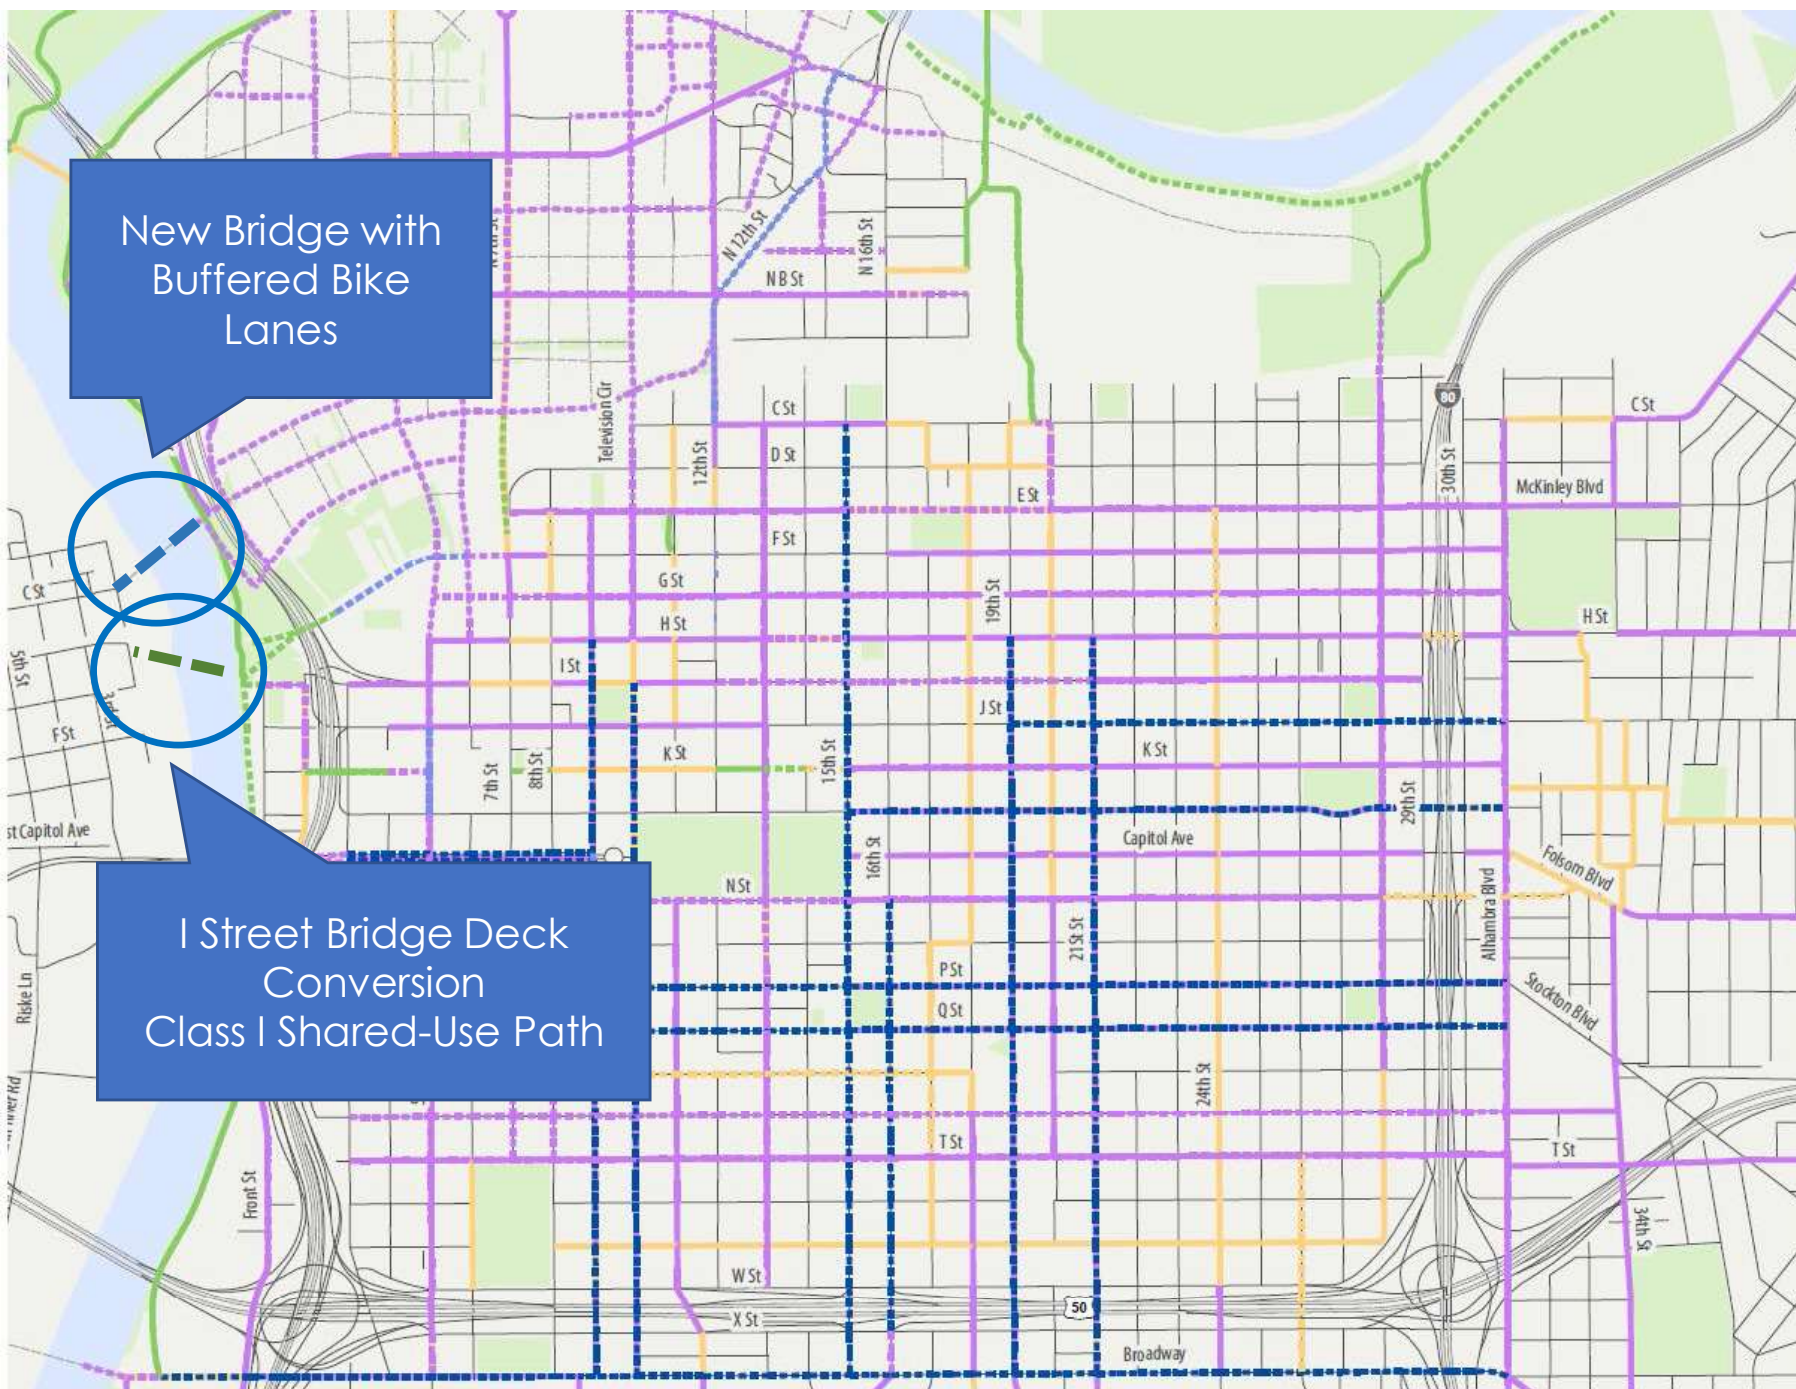 New Bridge with
Buffered Bike
Lanes
N 12th St
N 16th St
N B St
Television Cir
12th St
C St
D St
E St
F St
G St
H St
I St
J St
K St
K St
80
30th St
C St
McKinley Blvd
H St
19th St
C St
5th St
3rd St
F St
7th St
8th St
15th St
16th St
29th St
st Capitol Ave
Capitol Ave
N St
Folsom Blvd
Alhambra Blvd
I Street Bridge Deck
Conversion
Class I Shared-Use Path
21St St
P St
Q St
Stockton Blvd
Riske Ln
24th St
T St
T St
Front St
34th St
W St
X St
50
Broadway